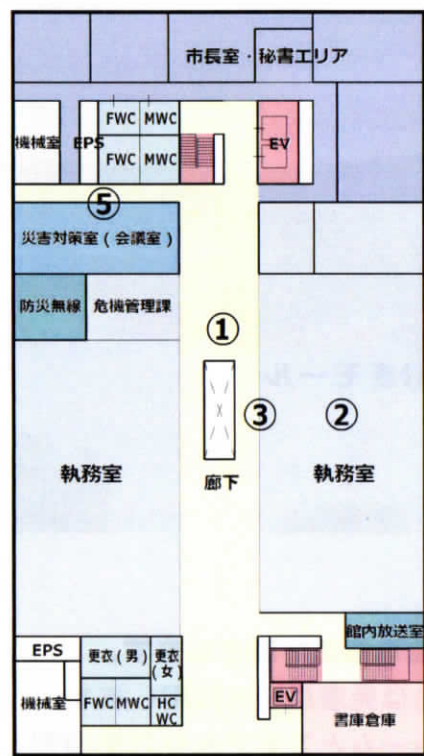 市長室・秘書エリア
機械室
EPS
FWC
MWC
FWC
MWC
EV
⑤
災害対策室(会議室)
防災無線
危機管理課
①
③
②
執務室
廊下
執務室
館内放送室
EPS
更衣(男)
更衣
(女)
機械室
FWC
MWC
HC
WC
EV
書庫倉庫